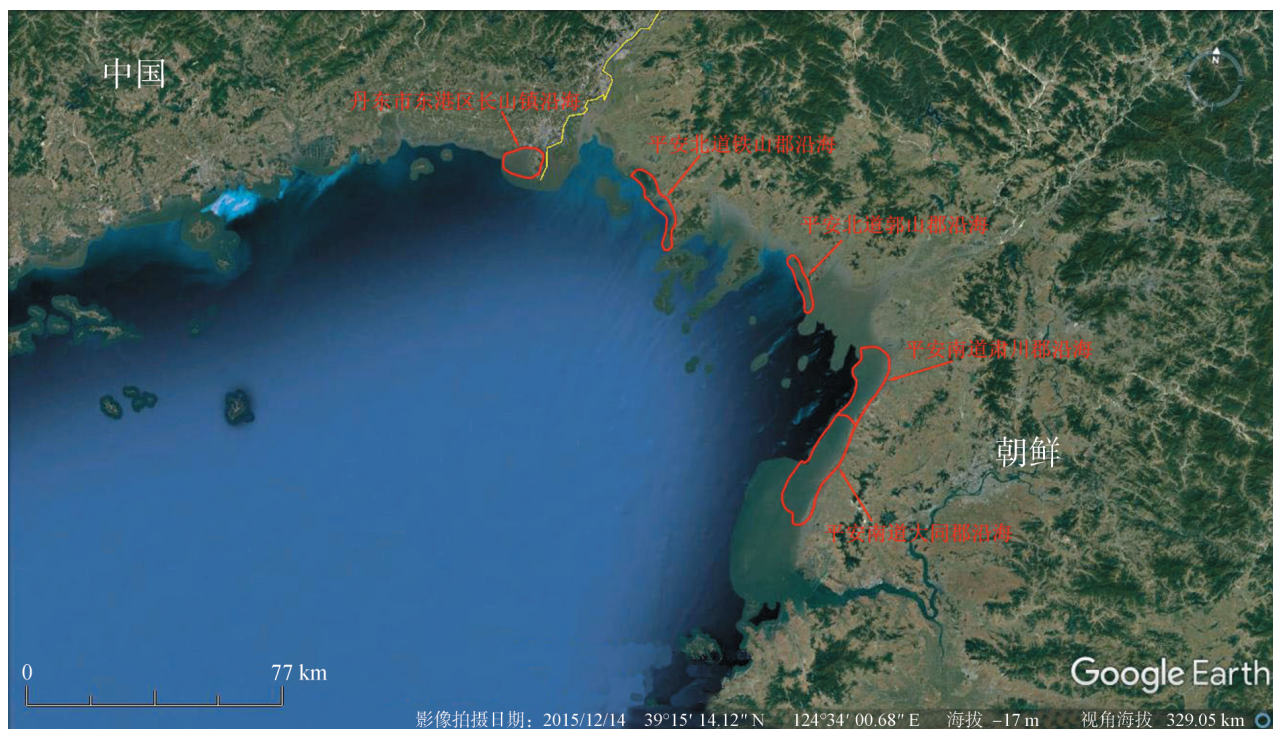 中国
丹东市东港区长山镇沿海
N
平安北道铁山郡沿海
平安北道郭山郡沿海
平安南道肃川郡沿海
朝鲜
平安南道大同郡沿海
0 77 km
Google Earth
影像拍摄日期：2015/12/14 39°15′ 14.12″ N 124°34′ 00.68″ E 海拔 -17 m 视角海拔 329.05 km